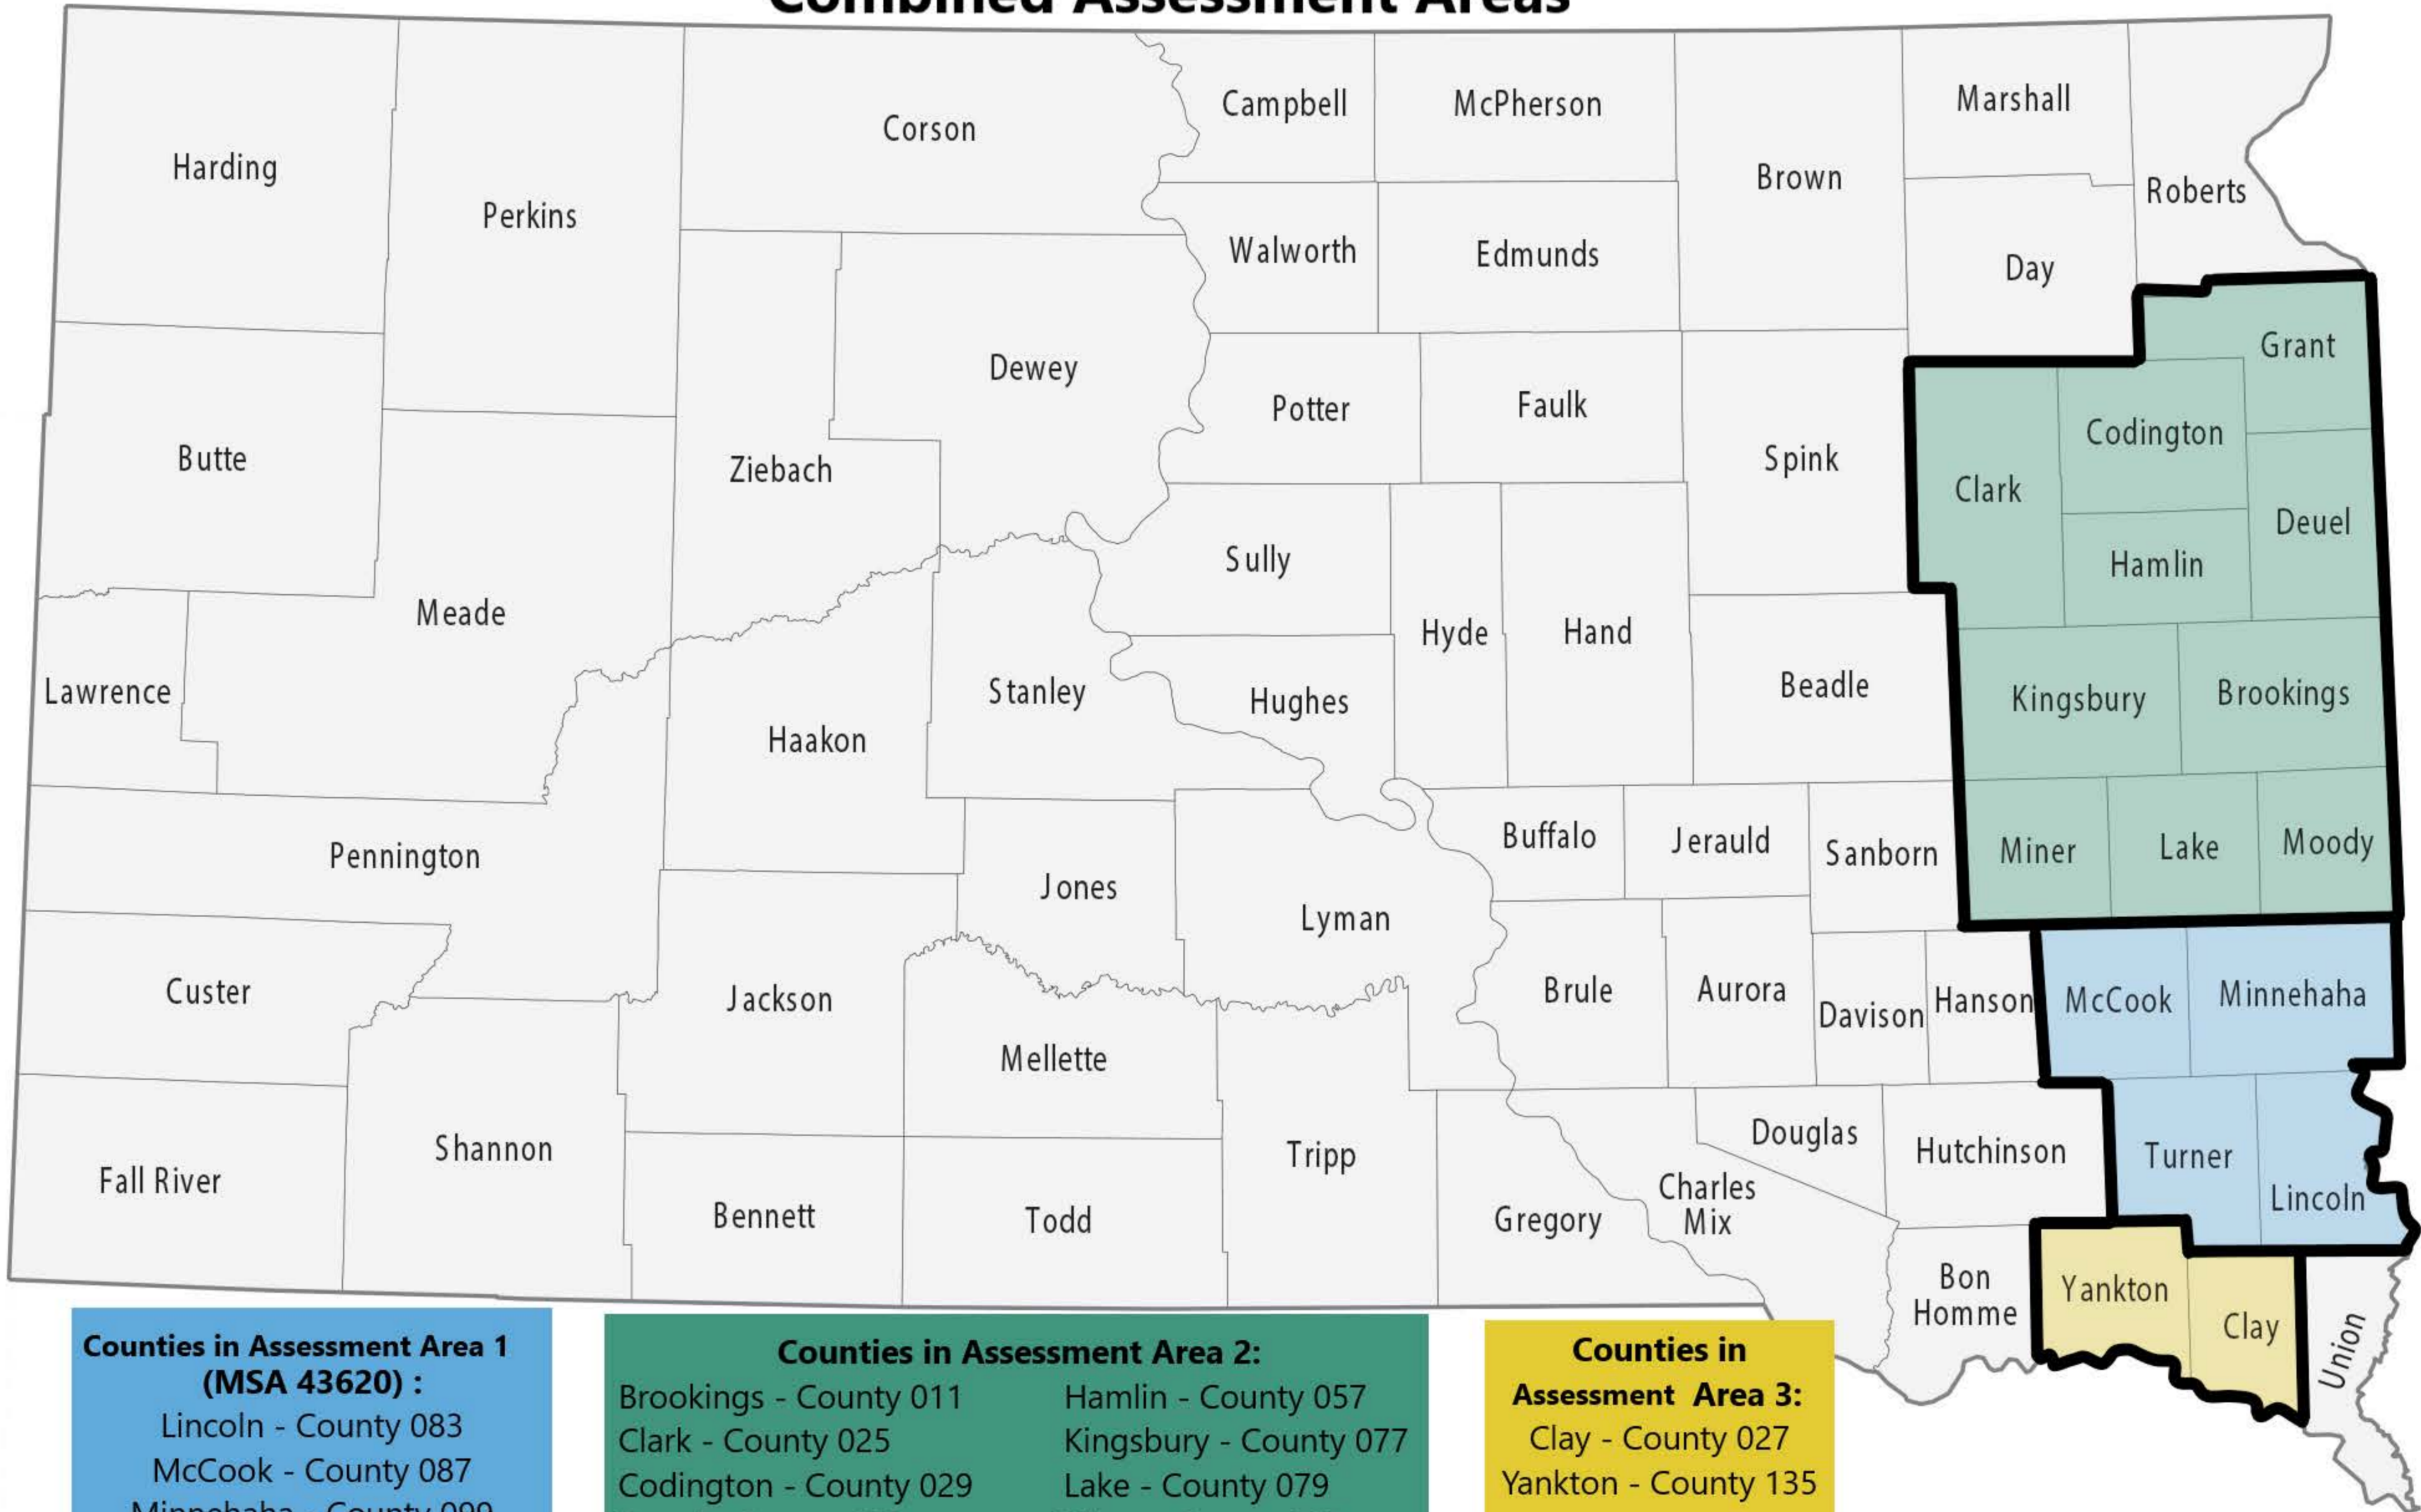 Combined Assessment Areas
Harding
Perkins
Corson
Campbell
McPherson
Brown
Marshall
Roberts
Walworth
Edmunds
Day
Grant
Butte
Dewey
Ziebach
Potter
Faulk
Spink
Clark
Codington
Deuel
Hamlin
Meade
Sully
Hyde
Hand
Beadle
Kingsbury
Brookings
Lawrence
Haakon
Stanley
Hughes
Pennington
Jones
Lyman
Buffalo
Jerauld
Sanborn
Miner
Lake
Moody
Custer
Jackson
Mellette
Brule
Aurora
Davison
Hanson
McCook
Minnehaha
Fall River
Shannon
Bennett
Todd
Tripp
Gregory
Charles
Mix
Douglas
Hutchinson
Turner
Lincoln
Bon
Homme
Yankton
Clay
Union
Counties in Assessment Area 1
(MSA 43620) :
Lincoln - County 083
McCook - County 087
Minnehaha - County 099
Counties in Assessment Area 2:
Brookings - County 011
Clark - County 025
Codington - County 029
Hamlin - County 057
Kingsbury - County 077
Lake - County 079
Counties in
Assessment Area 3:
Clay - County 027
Yankton - County 135